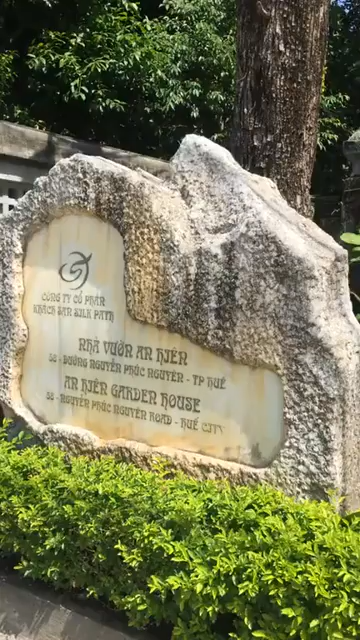 CÔNG TY CỔ PHẦN
KHÁCH SẠN SILK PATH
NHÀ VƯỜN AN HIÊN
58 - ĐƯỜNG NGUYỄN PHÚC NGUYÊN - TP HUẾ
AN HIEN GARDEN HOUSE
58 - NGUYEN PHUC NGUYEN ROAD - HUE CITY